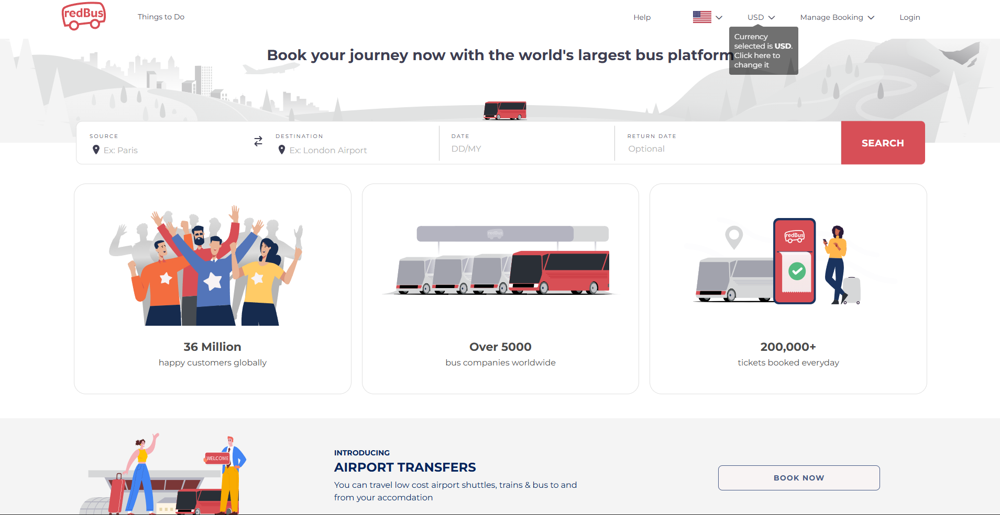 redBus
Things to Do
Help
USD
Manage Booking
Login
Currency
selected is USD.
Click here to
change it
Book your journey now with the world's largest bus platform
SOURCE
Ex: Paris
DESTINATION
Ex: London Airport
DATE
DD/MY
RETURN DATE
Optional
SEARCH
redBus
redBus
36 Million
happy customers globally
Over 5000
bus companies worldwide
200,000+
tickets booked everyday
WELCOME
INTRODUCING
AIRPORT TRANSFERS
You can travel low cost airport shuttles, trains & bus to and
from your accomdation
BOOK NOW